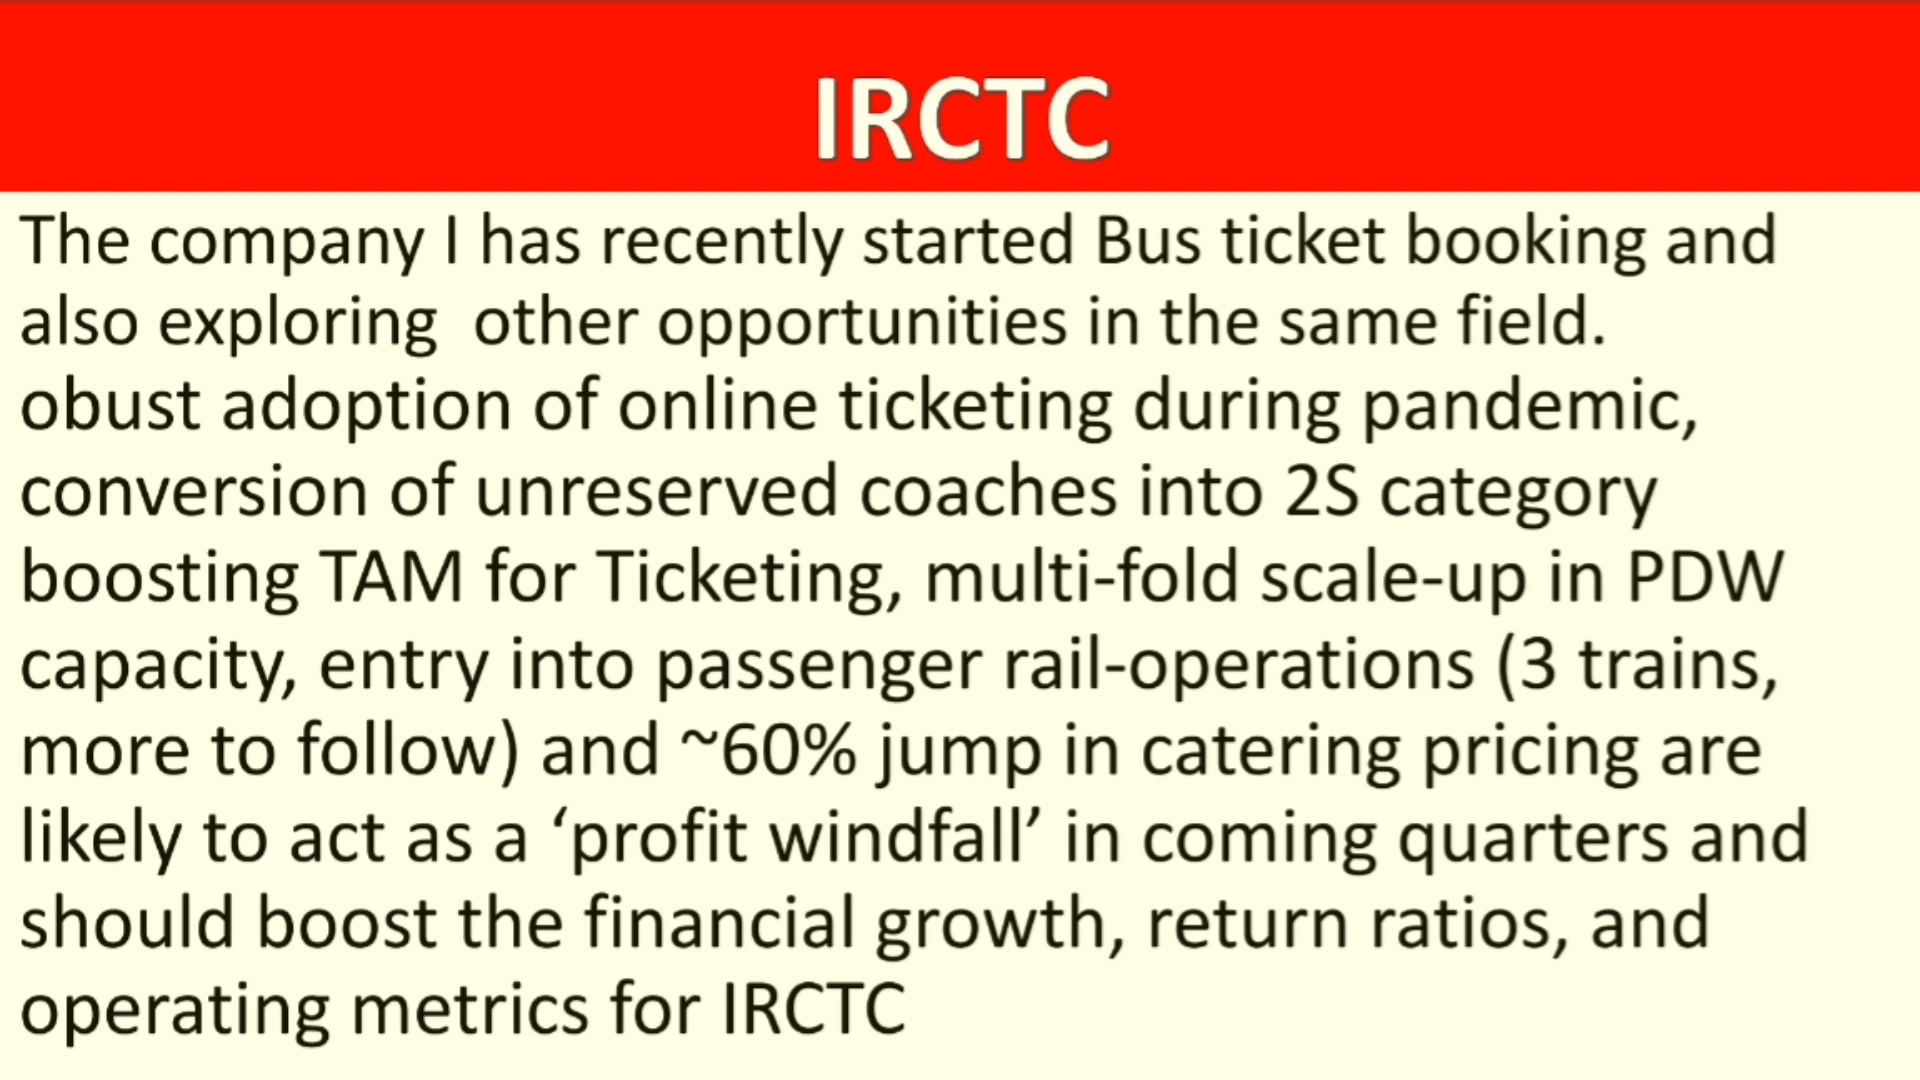 IRCTC
The company I has recently started Bus ticket booking and
also exploring  other opportunities in the same field.
obust adoption of online ticketing during pandemic,
conversion of unreserved coaches into 2S category
boosting TAM for Ticketing, multi-fold scale-up in PDW
capacity, entry into passenger rail-operations (3 trains,
more to follow) and ~60% jump in catering pricing are
likely to act as a ‘profit windfall’ in coming quarters and
should boost the financial growth, return ratios, and
operating metrics for IRCTC